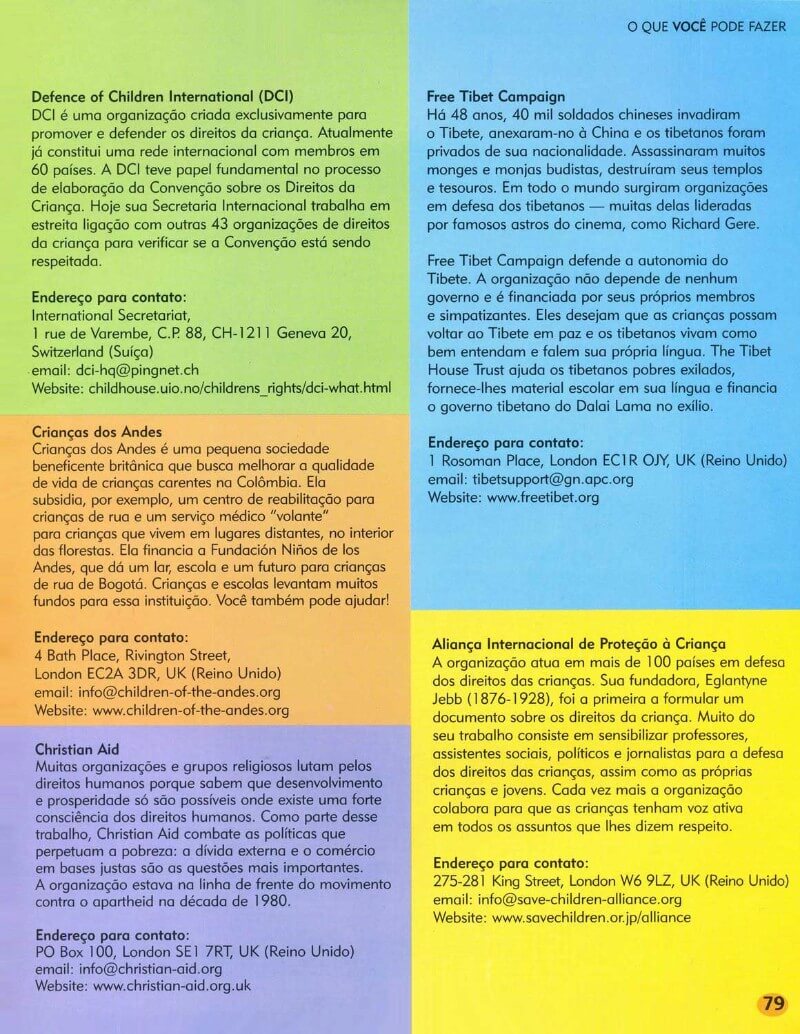 O QUE VOCÊ PODE FAZER
Defence of Children International (DCI)
DCI é uma organização criada exclusivamente para
promover e defender os direitos da criança. Atualmente
já constitui uma rede internacional com membros em
60 países. A DCI teve papel fundamental no processo
de elaboração da Convenção sobre os Direitos da
Criança. Hoje sua Secretaria Internacional trabalha em
estreita ligação com outras 43 organizações de direitos
da criança para verificar se a Convenção está sendo
respeitada.
Endereço para contato:
International Secretariat,
1 rue de Varembe, C.P. 88, CH-1211 Geneva 20,
Switzerland (Suíça)
email: dci-hq@pingnet.ch
Website: childhouse.uio.no/childrens_rights/dci-what.html
Crianças dos Andes
Crianças dos Andes é uma pequena sociedade
beneficente britânica que busca melhorar a qualidade
de vida de crianças carentes na Colômbia. Ela
subsidia, por exemplo, um centro de reabilitação para
crianças de rua e um serviço médico "volante"
para crianças que vivem em lugares distantes, no interior
das florestas. Ela financia a Fundación Niños de los
Andes, que dá um lar, escola e um futuro para crianças
de rua de Bogotá. Crianças e escolas levantam muitos
fundos para essa instituição. Você também pode ajudar!
Endereço para contato:
4 Bath Place, Rivington Street,
London EC2A 3DR, UK (Reino Unido)
email: info@children-of-the-andes.org
Website: www.children-of-the-andes.org
Christian Aid
Muitas organizações e grupos religiosos lutam pelos
direitos humanos porque sabem que desenvolvimento
e prosperidade só são possíveis onde existe uma forte
consciência dos direitos humanos. Como parte desse
trabalho, Christian Aid combate as políticas que
perpetuam a pobreza: a dívida externa e o comércio
em bases justas são as questões mais importantes.
A organização estava na linha de frente do movimento
contra o apartheid na década de 1980.
Endereço para contato:
PO Box 100, London SE1 7RT, UK (Reino Unido)
email: info@christian-aid.org
Website: www.christian-aid.org.uk
Free Tibet Campaign
Há 48 anos, 40 mil soldados chineses invadiram
o Tibete, anexaram-no à China e os tibetanos foram
privados de sua nacionalidade. Assassinaram muitos
monges e monjas budistas, destruíram seus templos
e tesouros. Em todo o mundo surgiram organizações
em defesa dos tibetanos — muitas delas lideradas
por famosos astros do cinema, como Richard Gere.
Free Tibet Campaign defende a autonomia do
Tibete. A organização não depende de nenhum
governo e é financiada por seus próprios membros
e simpatizantes. Eles desejam que as crianças possam
voltar ao Tibete em paz e os tibetanos vivam como
bem entendam e falem sua própria língua. The Tibet
House Trust ajuda os tibetanos pobres exilados,
fornece-lhes material escolar em sua língua e financia
o governo tibetano do Dalai Lama no exílio.
Endereço para contato:
1 Rosoman Place, London EC1R OJY, UK (Reino Unido)
email: tibetsupport@gn.apc.org
Website: www.freetibet.org
Aliança Internacional de Proteção à Criança
A organização atua em mais de 100 países em defesa
dos direitos das crianças. Sua fundadora, Eglantyne
Jebb (1876-1928), foi a primeira a formular um
documento sobre os direitos da criança. Muito do
seu trabalho consiste em sensibilizar professores,
assistentes sociais, políticos e jornalistas para a defesa
dos direitos das crianças, assim como as próprias
crianças e jovens. Cada vez mais a organização
colabora para que as crianças tenham voz ativa
em todos os assuntos que lhes dizem respeito.
Endereço para contato:
275-281 King Street, London W6 9LZ, UK (Reino Unido)
email: info@save-children-alliance.org
Website: www.savechildren.or.jp/alliance
79